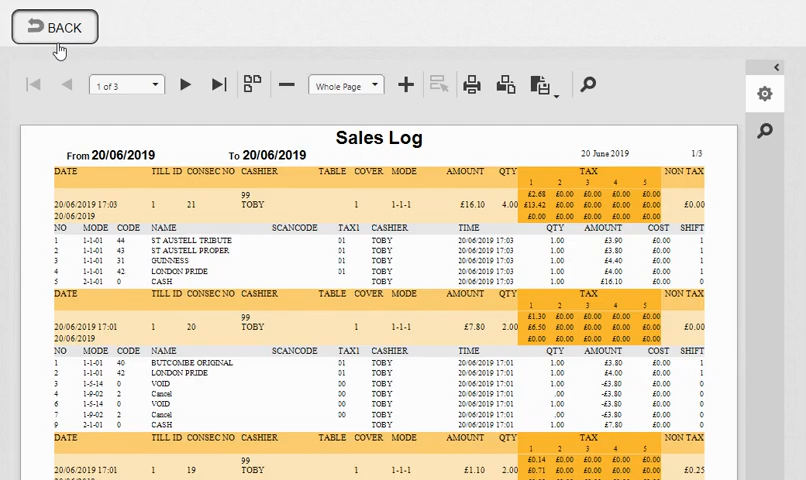 BACK
1 of 3 Whole Page
Sales Log
From 20/06/2019 To 20/06/2019 20 June 2019 1/3
DATE TILL ID CONSEC NO CASHIER TABLE COVER MODE AMOUNT QTY TAX NON TAX
1 2 3 4 5
99 £2.68 £0.00 £0.00 £0.00 £0.00
20/06/2019 17:03 1 21 TOBY 1 1-1-1 £16.10 4.00 £13.42 £0.00 £0.00 £0.00 £0.00 £0.00
20/06/2019 £0.00 £0.00 £0.00 £0.00 £0.00
NO MODE CODE NAME SCANCODE TAX1 CASHIER TIME QTY AMOUNT COST SHIFT
1 1-1-01 44 ST AUSTELL TRIBUTE 01 TOBY 20/06/2019 17:03 1.00 £3.90 £0.00 1
2 1-1-01 43 ST AUSTELL PROPER 01 TOBY 20/06/2019 17:03 1.00 £3.80 £0.00 1
3 1-1-01 31 GUINNESS 01 TOBY 20/06/2019 17:03 1.00 £4.40 £0.00 1
4 1-1-01 42 LONDON PRIDE 01 TOBY 20/06/2019 17:03 1.00 £4.00 £0.00 1
5 2-1-01 0 CASH TOBY 20/06/2019 17:03 1.00 £16.10 £0.00 0
DATE TILL ID CONSEC NO CASHIER TABLE COVER MODE AMOUNT QTY TAX NON TAX
1 2 3 4 5
99 £1.30 £0.00 £0.00 £0.00 £0.00
20/06/2019 17:01 1 20 TOBY 1 1-1-1 £7.80 2.00 £6.50 £0.00 £0.00 £0.00 £0.00 £0.00
20/06/2019 £0.00 £0.00 £0.00 £0.00 £0.00
NO MODE CODE NAME SCANCODE TAX1 CASHIER TIME QTY AMOUNT COST SHIFT
1 1-1-01 40 BUTCOMBE ORIGINAL 01 TOBY 20/06/2019 17:01 1.00 £3.80 £0.00 1
2 1-1-01 42 LONDON PRIDE 01 TOBY 20/06/2019 17:01 1.00 £4.00 £0.00 1
3 1-5-14 0 VOID 00 TOBY 20/06/2019 17:01 1.00 -£3.80 £0.00 0
4 1-9-02 2 Cancel 00 TOBY 20/06/2019 17:01 .00 -£3.80 £0.00 0
6 1-5-14 0 VOID 00 TOBY 20/06/2019 17:01 1.00 -£4.00 £0.00 0
7 1-9-02 2 Cancel 00 TOBY 20/06/2019 17:01 .00 -£4.00 £0.00 0
9 2-1-01 0 CASH TOBY 20/06/2019 17:01 1.00 £7.80 £0.00 0
DATE TILL ID CONSEC NO CASHIER TABLE COVER MODE AMOUNT QTY TAX NON TAX
1 2 3 4 5
99 £0.14 £0.00 £0.00 £0.00 £0.00
20/06/2019 17:01 1 19 TOBY 1 1-1-1 £1.10 2.00 £0.71 £0.00 £0.00 £0.00 £0.00 £0.25